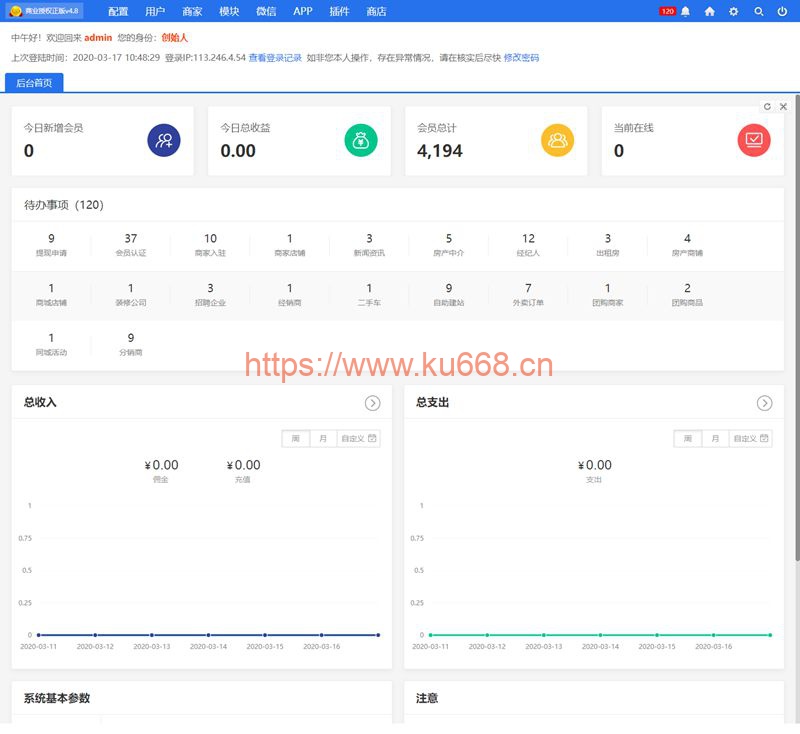 商业授权正版v4.8 配置 用户 商家 模块 微信 APP 插件 商店 120
中午好！欢迎回来 admin 您的身份：创始人
上次登陆时间：2020-03-17 10:48:29 登录IP:113.246.4.54 查看登录记录 如非您本人操作，存在异常情况，请在核实后尽快 修改密码
后台首页
今日新增会员 今日总收益 会员总计 当前在线
0 0.00 4,194 0
待办事项（120）
9 37 10 1 3 5 12 3 4
提现申请 会员认证 商家入驻 商家店铺 新闻资讯 房产中介 经纪人 出租房 房产商铺
1 1 3 1 1 9 7 1 2
商城店铺 装修公司 招聘企业 经销商 二手车 自助建站 外卖订单 团购商家 团购商品
1 9
同城活动 分销商
https://www.ku668.cn
总收入 总支出
周 月 自定义 周 月 自定义
¥0.00 ¥0.00 ¥0.00
佣金 充值 支出
1 1
0.75 0.75
0.5 0.5
0.25 0.25
0 0
2020-03-11 2020-03-12 2020-03-13 2020-03-14 2020-03-15 2020-03-16 2020-03-11 2020-03-12 2020-03-13 2020-03-14 2020-03-15 2020-03-16
系统基本参数 注意